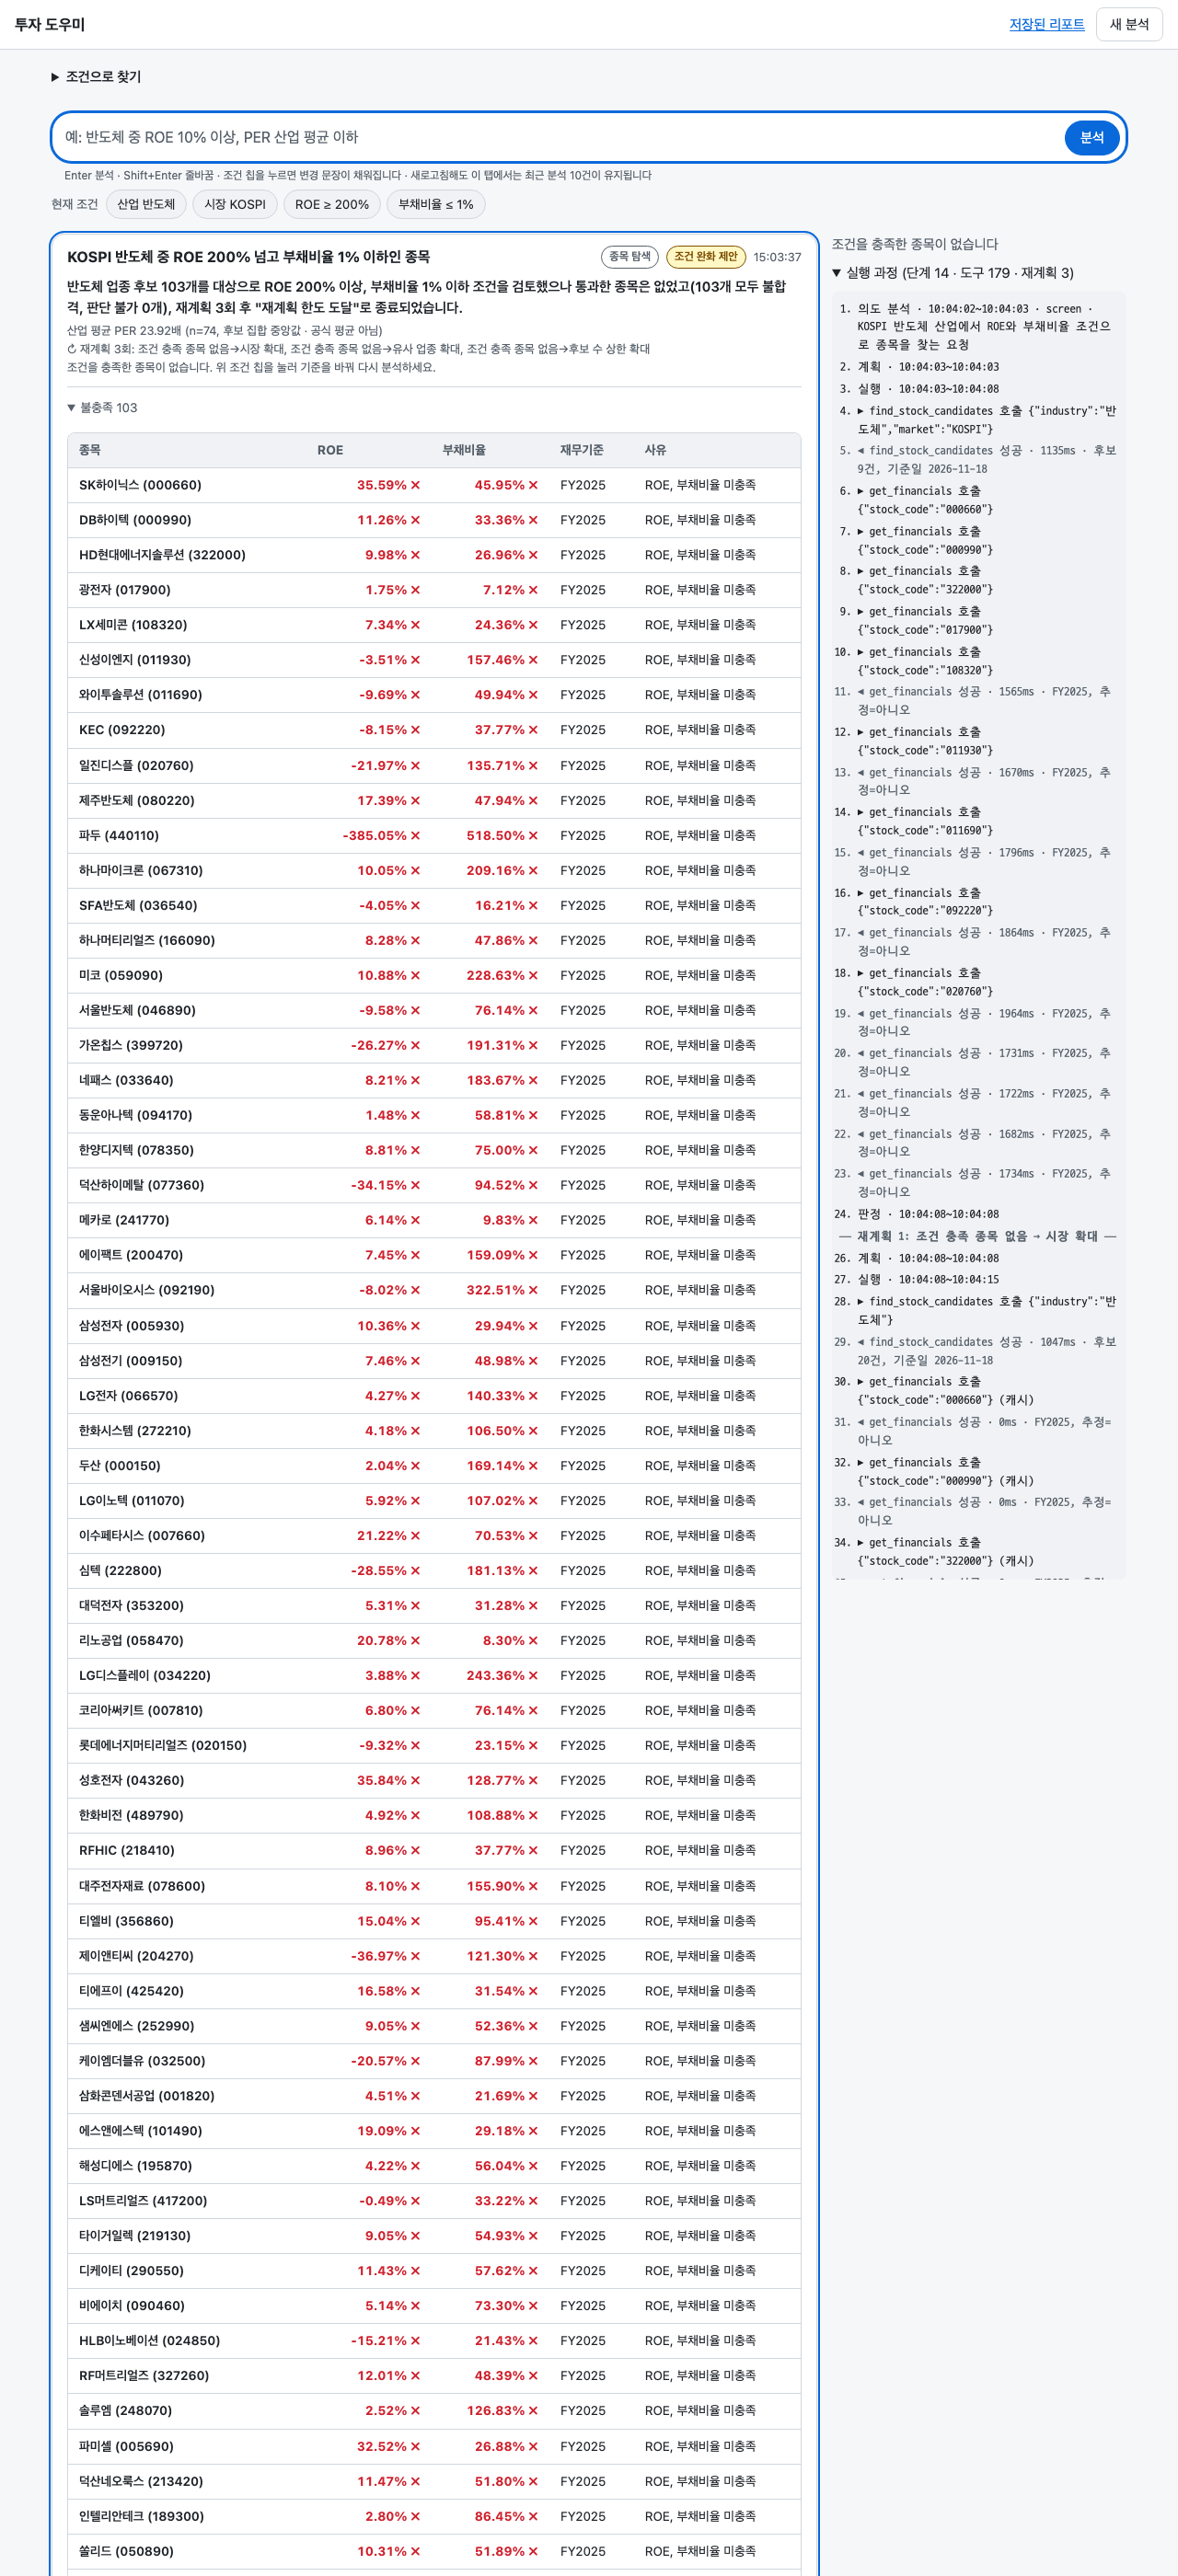 투자 도우미
저장된 리포트
새 분석
▶ 조건으로 찾기
예: 반도체 중 ROE 10% 이상, PER 산업 평균 이하
분석
Enter 분석 · Shift+Enter 줄바꿈 · 조건 칩을 누르면 변경 문장이 채워집니다 · 새로고침해도 이 탭에서는 최근 분석 10건이 유지됩니다
현재 조건 산업 반도체 시장 KOSPI ROE ≥ 200% 부채비율 ≤ 1%
KOSPI 반도체 중 ROE 200% 넘고 부채비율 1% 이하인 종목
종목 탐색 조건 완화 제안 15:03:37
반도체 업종 후보 103개를 대상으로 ROE 200% 이상, 부채비율 1% 이하 조건을 검토했으나 통과한 종목은 없었고(103개 모두 불합
격, 판단 불가 0개), 재계획 3회 후 "재계획 한도 도달"로 종료되었습니다.
산업 평균 PER 23.92배 (n=74, 후보 집합 중앙값 · 공식 평균 아님)
↻ 재계획 3회: 조건 충족 종목 없음→시장 확대, 조건 충족 종목 없음→유사 업종 확대, 조건 충족 종목 없음→후보 수 상한 확대
조건을 충족한 종목이 없습니다. 위 조건 칩을 눌러 기준을 바꿔 다시 분석하세요.
▼ 불충족 103
종목 ROE 부채비율 재무기준 사유
SK하이닉스 (000660) 35.59% ✕ 45.95% ✕ FY2025 ROE, 부채비율 미충족
DB하이텍 (000990) 11.26% ✕ 33.36% ✕ FY2025 ROE, 부채비율 미충족
HD현대에너지솔루션 (322000) 9.98% ✕ 26.96% ✕ FY2025 ROE, 부채비율 미충족
광전자 (017900) 1.75% ✕ 7.12% ✕ FY2025 ROE, 부채비율 미충족
LX세미콘 (108320) 7.34% ✕ 24.36% ✕ FY2025 ROE, 부채비율 미충족
신성이엔지 (011930) -3.51% ✕ 157.46% ✕ FY2025 ROE, 부채비율 미충족
와이투솔루션 (011690) -9.69% ✕ 49.94% ✕ FY2025 ROE, 부채비율 미충족
KEC (092220) -8.15% ✕ 37.77% ✕ FY2025 ROE, 부채비율 미충족
일진디스플 (020760) -21.97% ✕ 135.71% ✕ FY2025 ROE, 부채비율 미충족
제주반도체 (080220) 17.39% ✕ 47.94% ✕ FY2025 ROE, 부채비율 미충족
파두 (440110) -385.05% ✕ 518.50% ✕ FY2025 ROE, 부채비율 미충족
하나마이크론 (067310) 10.05% ✕ 209.16% ✕ FY2025 ROE, 부채비율 미충족
SFA반도체 (036540) -4.05% ✕ 16.21% ✕ FY2025 ROE, 부채비율 미충족
하나머티리얼즈 (166090) 8.28% ✕ 47.86% ✕ FY2025 ROE, 부채비율 미충족
미코 (059090) 10.88% ✕ 228.63% ✕ FY2025 ROE, 부채비율 미충족
서울반도체 (046890) -9.58% ✕ 76.14% ✕ FY2025 ROE, 부채비율 미충족
가온칩스 (399720) -26.27% ✕ 191.31% ✕ FY2025 ROE, 부채비율 미충족
네패스 (033640) 8.21% ✕ 183.67% ✕ FY2025 ROE, 부채비율 미충족
동운아나텍 (094170) 1.48% ✕ 58.81% ✕ FY2025 ROE, 부채비율 미충족
한양디지텍 (078350) 8.81% ✕ 75.00% ✕ FY2025 ROE, 부채비율 미충족
덕산하이메탈 (077360) -34.15% ✕ 94.52% ✕ FY2025 ROE, 부채비율 미충족
메카로 (241770) 6.14% ✕ 9.83% ✕ FY2025 ROE, 부채비율 미충족
에이팩트 (200470) 7.45% ✕ 159.09% ✕ FY2025 ROE, 부채비율 미충족
서울바이오시스 (092190) -8.02% ✕ 322.51% ✕ FY2025 ROE, 부채비율 미충족
삼성전자 (005930) 10.36% ✕ 29.94% ✕ FY2025 ROE, 부채비율 미충족
삼성전기 (009150) 7.46% ✕ 48.98% ✕ FY2025 ROE, 부채비율 미충족
LG전자 (066570) 4.27% ✕ 140.33% ✕ FY2025 ROE, 부채비율 미충족
한화시스템 (272210) 4.18% ✕ 106.50% ✕ FY2025 ROE, 부채비율 미충족
두산 (000150) 2.04% ✕ 169.14% ✕ FY2025 ROE, 부채비율 미충족
LG이노텍 (011070) 5.92% ✕ 107.02% ✕ FY2025 ROE, 부채비율 미충족
이수페타시스 (007660) 21.22% ✕ 70.53% ✕ FY2025 ROE, 부채비율 미충족
심텍 (222800) -28.55% ✕ 181.13% ✕ FY2025 ROE, 부채비율 미충족
대덕전자 (353200) 5.31% ✕ 31.28% ✕ FY2025 ROE, 부채비율 미충족
리노공업 (058470) 20.78% ✕ 8.30% ✕ FY2025 ROE, 부채비율 미충족
LG디스플레이 (034220) 3.88% ✕ 243.36% ✕ FY2025 ROE, 부채비율 미충족
코리아써키트 (007810) 6.80% ✕ 76.14% ✕ FY2025 ROE, 부채비율 미충족
롯데에너지머티리얼즈 (020150) -9.32% ✕ 23.15% ✕ FY2025 ROE, 부채비율 미충족
성호전자 (043260) 35.84% ✕ 128.77% ✕ FY2025 ROE, 부채비율 미충족
한화비전 (489790) 4.92% ✕ 108.88% ✕ FY2025 ROE, 부채비율 미충족
RFHIC (218410) 8.96% ✕ 37.77% ✕ FY2025 ROE, 부채비율 미충족
대주전자재료 (078600) 8.10% ✕ 155.90% ✕ FY2025 ROE, 부채비율 미충족
티엘비 (356860) 15.04% ✕ 95.41% ✕ FY2025 ROE, 부채비율 미충족
제이앤티씨 (204270) -36.97% ✕ 121.30% ✕ FY2025 ROE, 부채비율 미충족
티에프이 (425420) 16.58% ✕ 31.54% ✕ FY2025 ROE, 부채비율 미충족
샘씨엔에스 (252990) 9.05% ✕ 52.36% ✕ FY2025 ROE, 부채비율 미충족
케이엠더블유 (032500) -20.57% ✕ 87.99% ✕ FY2025 ROE, 부채비율 미충족
삼화콘덴서공업 (001820) 4.51% ✕ 21.69% ✕ FY2025 ROE, 부채비율 미충족
에스앤에스텍 (101490) 19.09% ✕ 29.18% ✕ FY2025 ROE, 부채비율 미충족
해성디에스 (195870) 4.22% ✕ 56.04% ✕ FY2025 ROE, 부채비율 미충족
LS머트리얼즈 (417200) -0.49% ✕ 33.22% ✕ FY2025 ROE, 부채비율 미충족
타이거일렉 (219130) 9.05% ✕ 54.93% ✕ FY2025 ROE, 부채비율 미충족
디케이티 (290550) 11.43% ✕ 57.62% ✕ FY2025 ROE, 부채비율 미충족
비에이치 (090460) 5.14% ✕ 73.30% ✕ FY2025 ROE, 부채비율 미충족
HLB이노베이션 (024850) -15.21% ✕ 21.43% ✕ FY2025 ROE, 부채비율 미충족
RF머트리얼즈 (327260) 12.01% ✕ 48.39% ✕ FY2025 ROE, 부채비율 미충족
솔루엠 (248070) 2.52% ✕ 126.83% ✕ FY2025 ROE, 부채비율 미충족
파미셀 (005690) 32.52% ✕ 26.88% ✕ FY2025 ROE, 부채비율 미충족
덕산네오룩스 (213420) 11.47% ✕ 51.80% ✕ FY2025 ROE, 부채비율 미충족
인텔리안테크 (189300) 2.80% ✕ 86.45% ✕ FY2025 ROE, 부채비율 미충족
쏠리드 (050890) 10.31% ✕ 51.89% ✕ FY2025 ROE, 부채비율 미충족
조건을 충족한 종목이 없습니다
▼ 실행 과정 (단계 14 · 도구 179 · 재계획 3)
1. 의도 분석 · 10:04:02~10:04:03 · screen ·
KOSPI 반도체 산업에서 ROE와 부채비율 조건으
로 종목을 찾는 요청
2. 계획 · 10:04:03~10:04:03
3. 실행 · 10:04:03~10:04:08
4. ▶ find_stock_candidates 호출 {"industry":"반
도체","market":"KOSPI"}
5. ◀ find_stock_candidates 성공 · 1135ms · 후보
9건, 기준일 2026-11-18
6. ▶ get_financials 호출
{"stock_code":"000660"}
7. ▶ get_financials 호출
{"stock_code":"000990"}
8. ▶ get_financials 호출
{"stock_code":"322000"}
9. ▶ get_financials 호출
{"stock_code":"017900"}
10. ▶ get_financials 호출
{"stock_code":"108320"}
11. ◀ get_financials 성공 · 1565ms · FY2025, 추
정=아니오
12. ▶ get_financials 호출
{"stock_code":"011930"}
13. ◀ get_financials 성공 · 1670ms · FY2025, 추
정=아니오
14. ▶ get_financials 호출
{"stock_code":"011690"}
15. ◀ get_financials 성공 · 1796ms · FY2025, 추
정=아니오
16. ▶ get_financials 호출
{"stock_code":"092220"}
17. ◀ get_financials 성공 · 1864ms · FY2025, 추
정=아니오
18. ▶ get_financials 호출
{"stock_code":"020760"}
19. ◀ get_financials 성공 · 1964ms · FY2025, 추
정=아니오
20. ◀ get_financials 성공 · 1731ms · FY2025, 추
정=아니오
21. ◀ get_financials 성공 · 1722ms · FY2025, 추
정=아니오
22. ◀ get_financials 성공 · 1682ms · FY2025, 추
정=아니오
23. ◀ get_financials 성공 · 1734ms · FY2025, 추
정=아니오
24. 판정 · 10:04:08~10:04:08
— 재계획 1: 조건 충족 종목 없음 → 시장 확대 —
26. 계획 · 10:04:08~10:04:08
27. 실행 · 10:04:08~10:04:15
28. ▶ find_stock_candidates 호출 {"industry":"반
도체"}
29. ◀ find_stock_candidates 성공 · 1047ms · 후보
20건, 기준일 2026-11-18
30. ▶ get_financials 호출
{"stock_code":"000660"} (캐시)
31. ◀ get_financials 성공 · 0ms · FY2025, 추정=
아니오
32. ▶ get_financials 호출
{"stock_code":"000990"} (캐시)
33. ◀ get_financials 성공 · 0ms · FY2025, 추정=
아니오
34. ▶ get_financials 호출
{"stock_code":"322000"} (캐시)